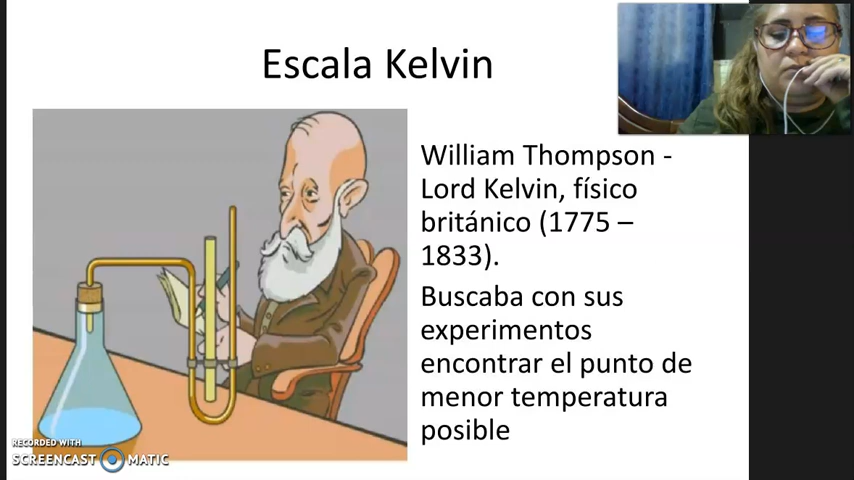 Escala Kelvin
William Thompson -
Lord Kelvin, físico
británico (1775 –
1833).
Buscaba con sus
experimentos
encontrar el punto de
menor temperatura
posible
RECORDED WITH
SCREENCAST MATIC